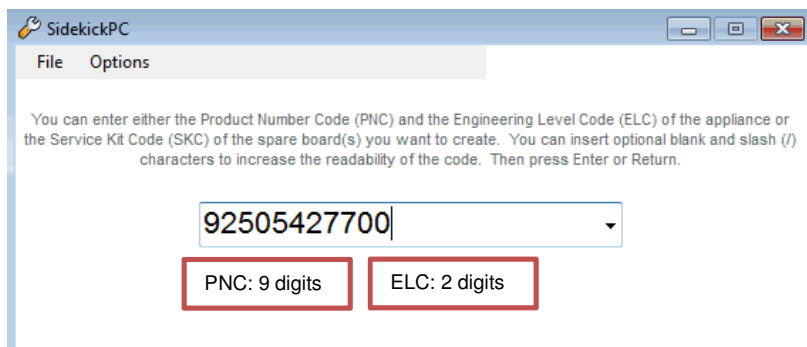 SidekickPC
File Options
You can enter either the Product Number Code (PNC) and the Engineering Level Code (ELC) of the appliance or
the Service Kit Code (SKC) of the spare board(s) you want to create. You can insert optional blank and slash (/)
characters to increase the readability of the code. Then press Enter or Return.
92505427700
PNC: 9 digits ELC: 2 digits